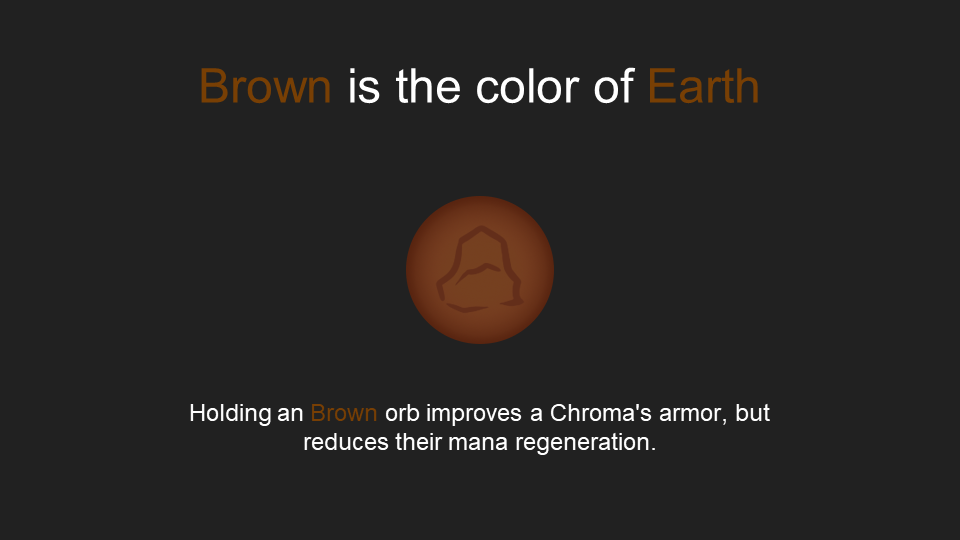 Brown is the color of Earth
Holding an Brown orb improves a Chroma's armor, but
reduces their mana regeneration.